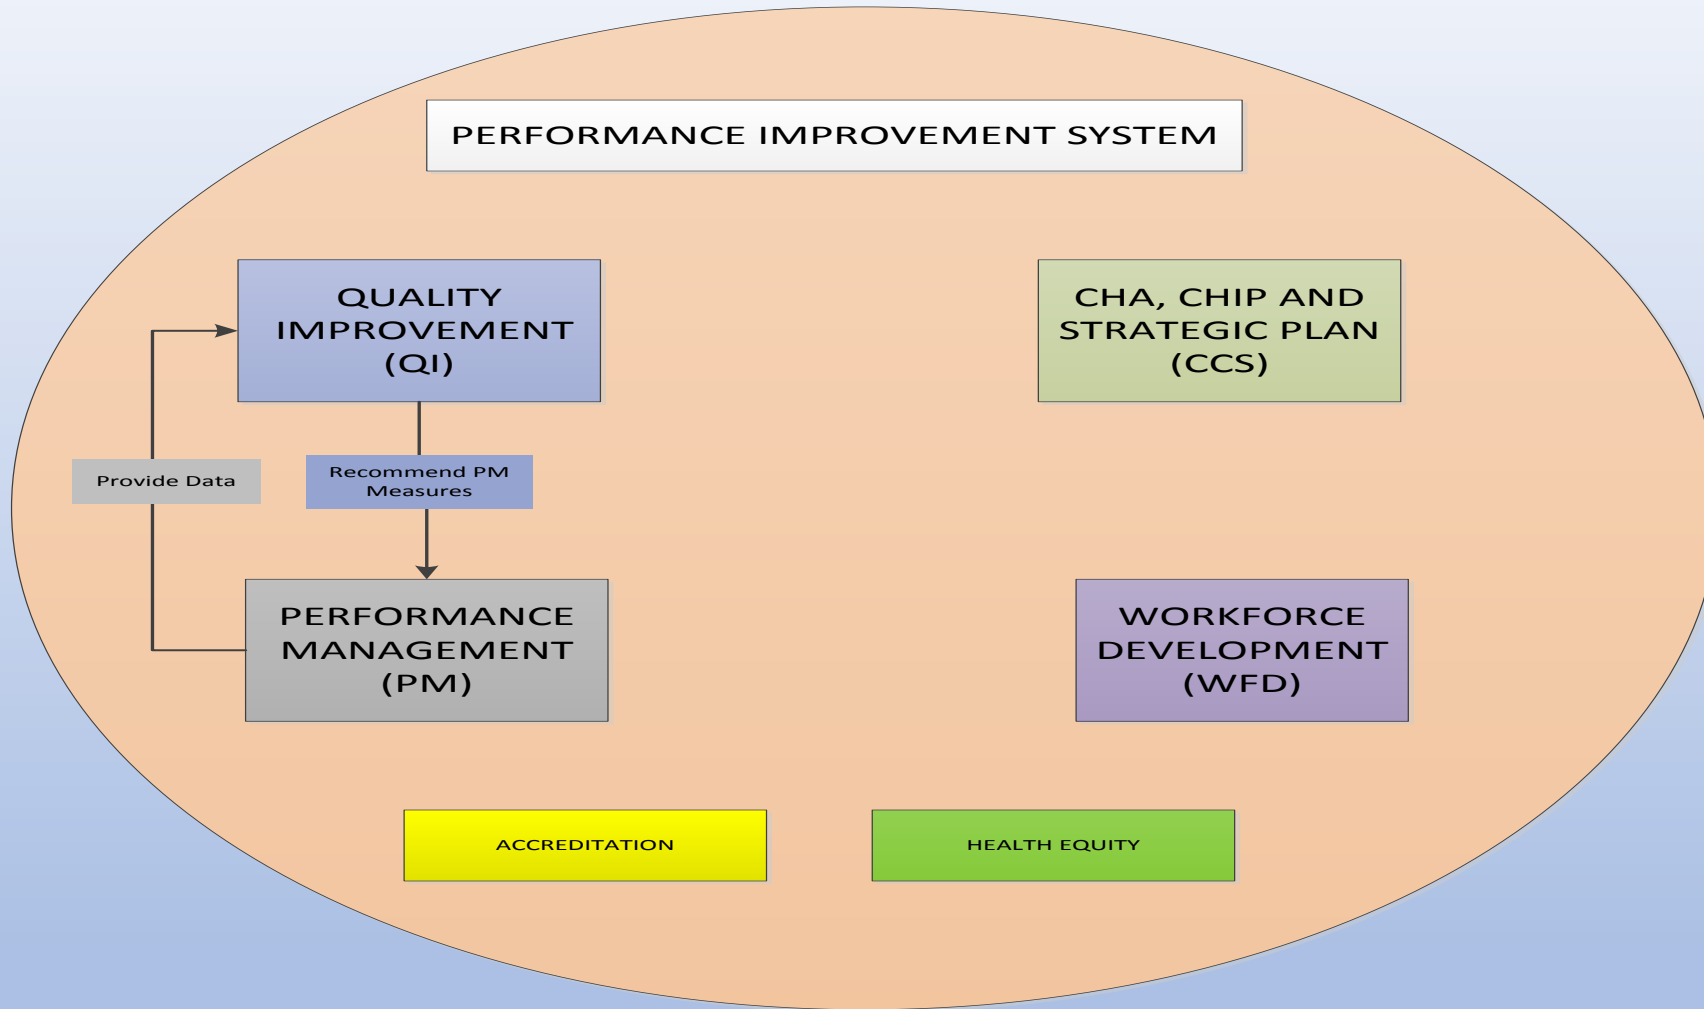 PERFORMANCE IMPROVEMENT SYSTEM
QUALITY
IMPROVEMENT
(QI)
CHA, CHIP AND
STRATEGIC PLAN
(CCS)
Provide Data
Recommend PM
Measures
PERFORMANCE
MANAGEMENT
(PM)
WORKFORCE
DEVELOPMENT
(WFD)
ACCREDITATION
HEALTH EQUITY